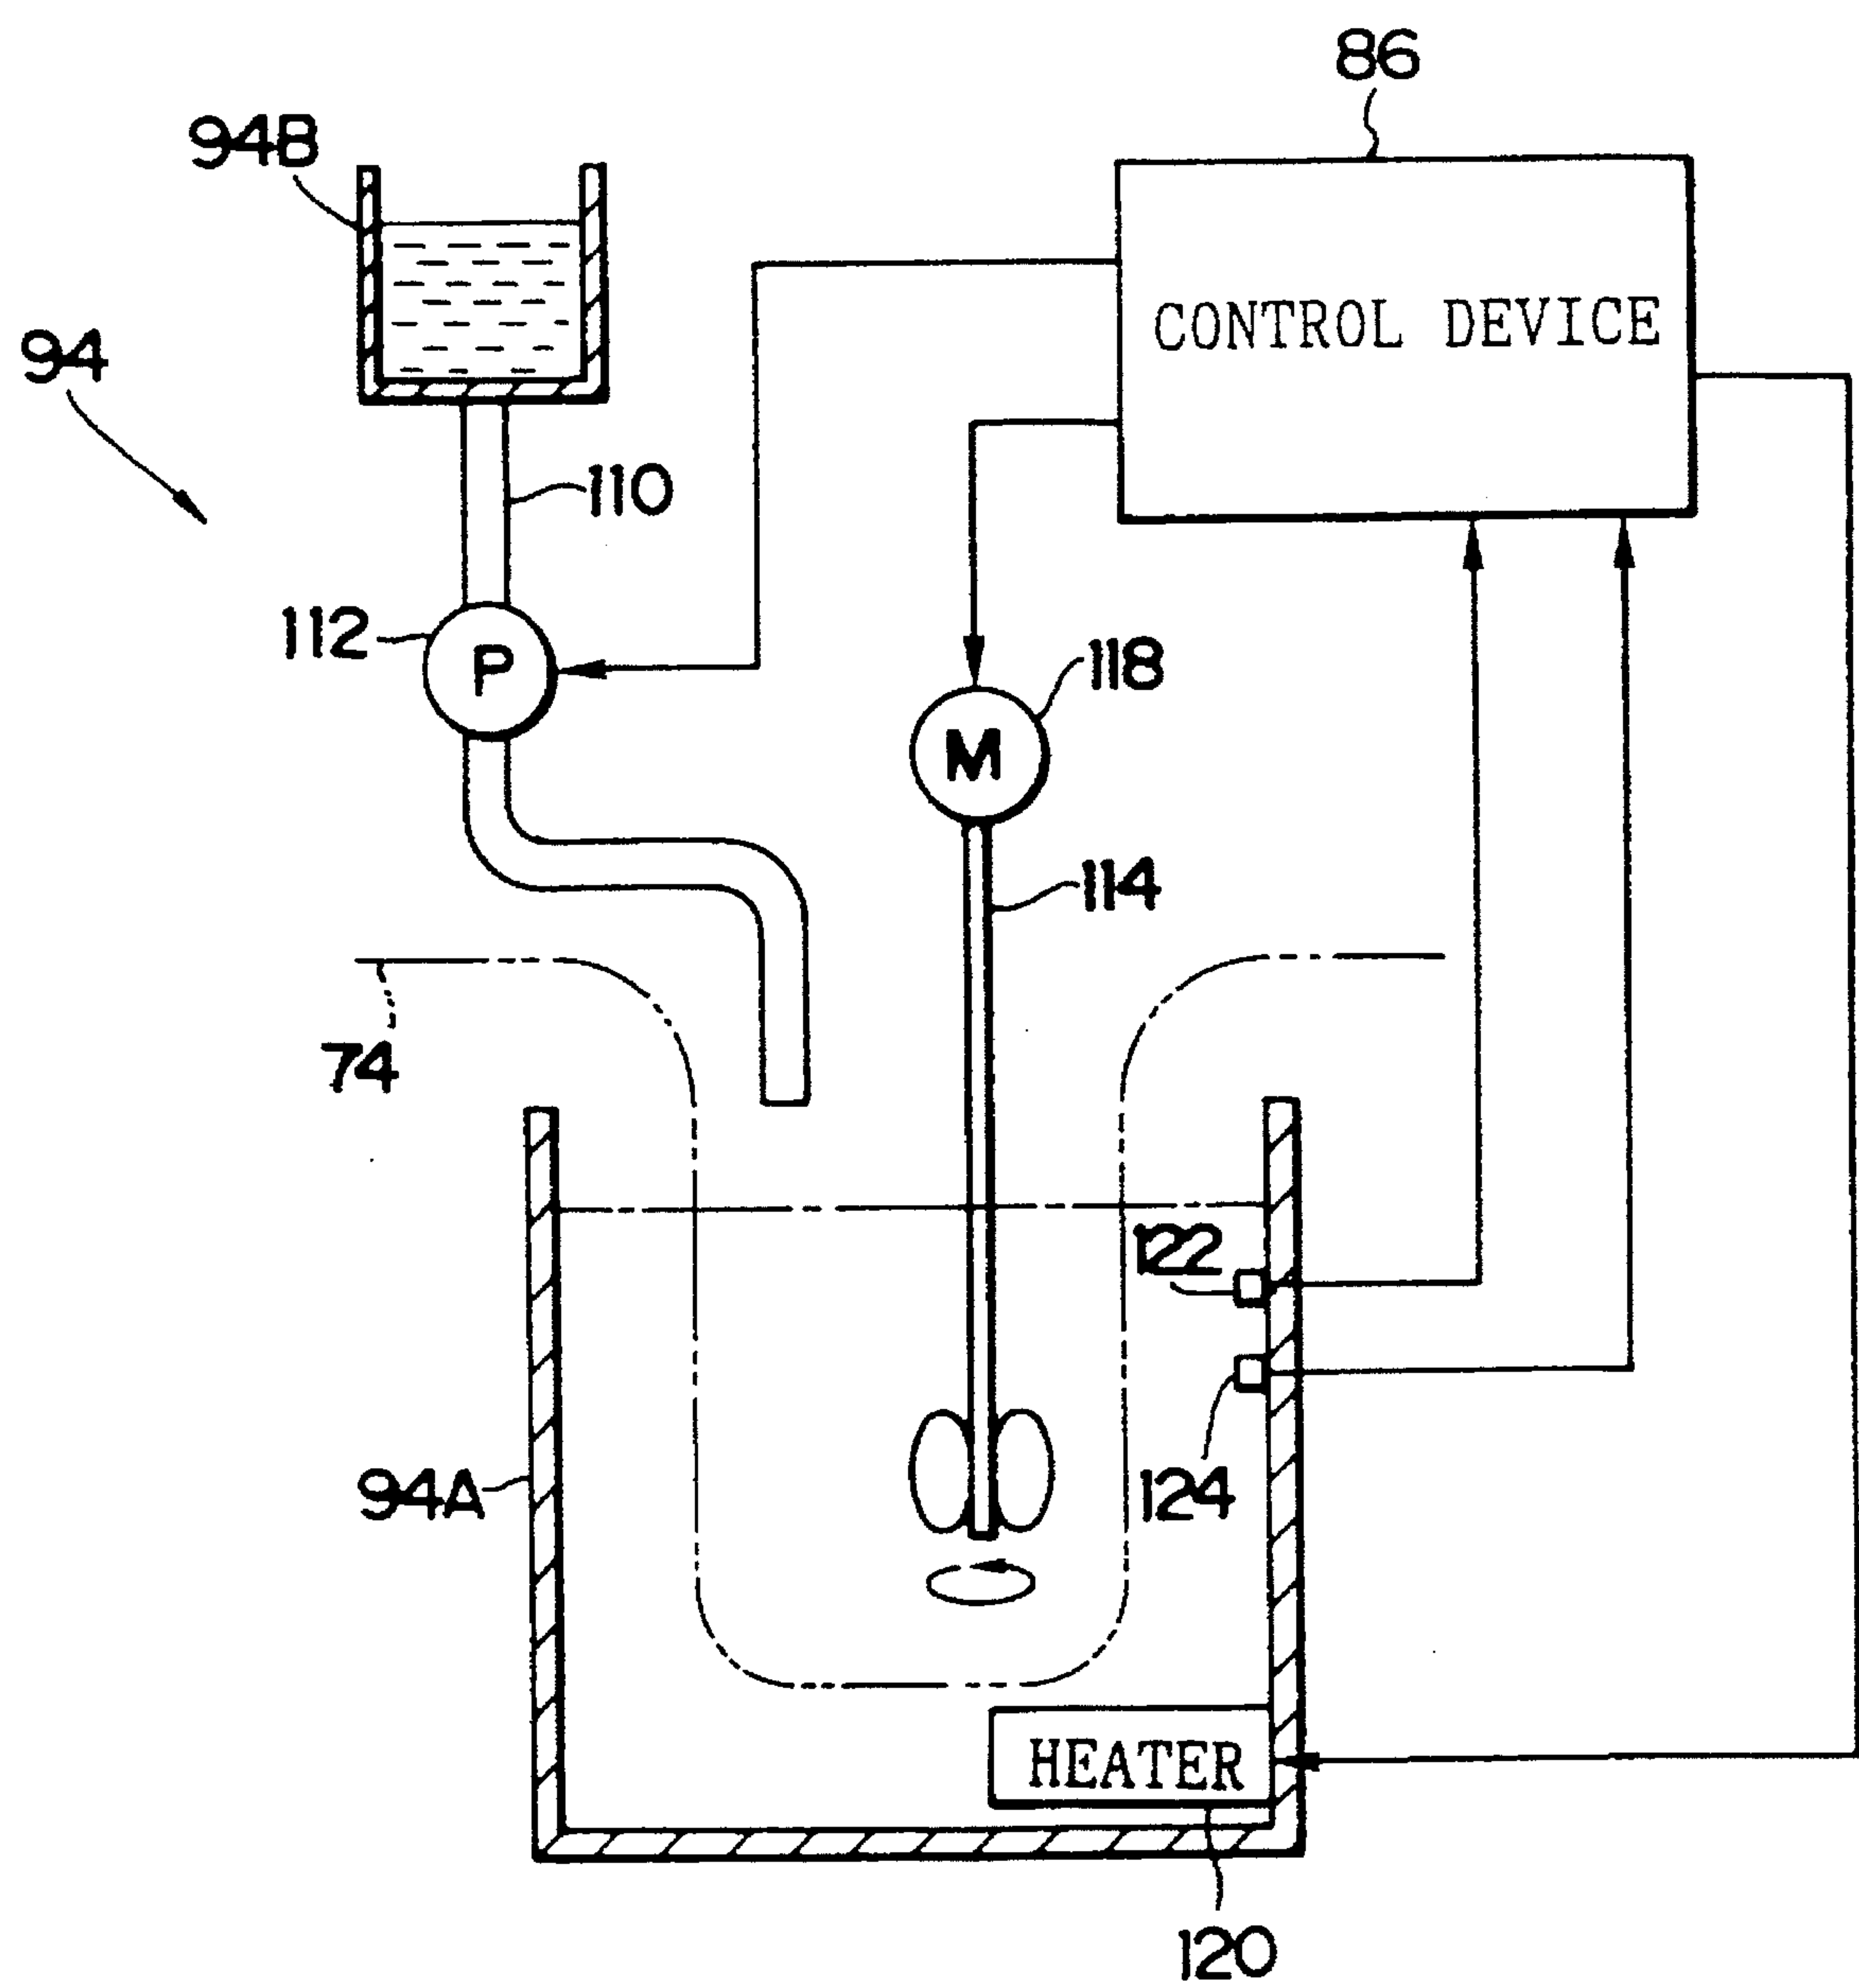 86
94B
CONTROL DEVICE
94
110
112
P
118
M
114
74
122
94A
124
HEATER
120